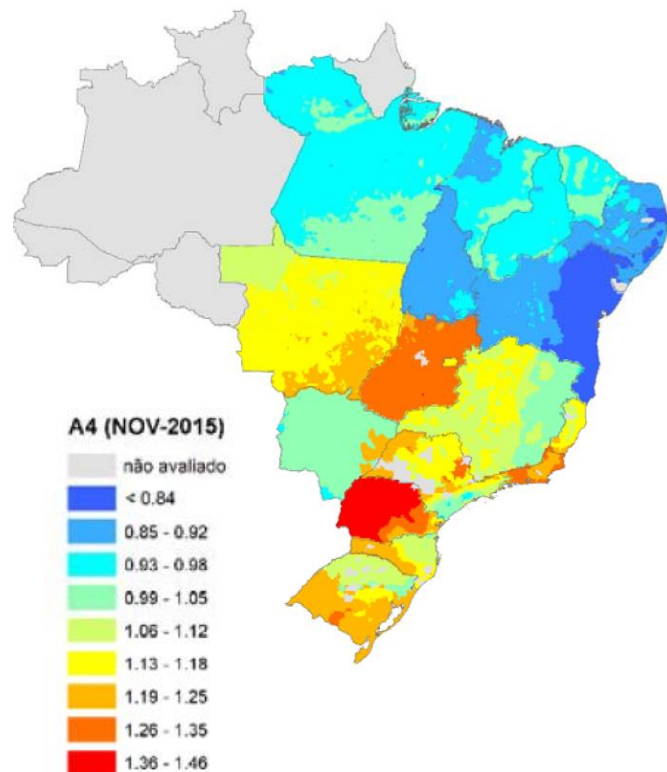 A4 (NOV-2015)
não avaliado
< 0.84
0.85 - 0.92
0.93 - 0.98
0.99 - 1.05
1.06 - 1.12
1.13 - 1.18
1.19 - 1.25
1.26 - 1.35
1.36 - 1.46